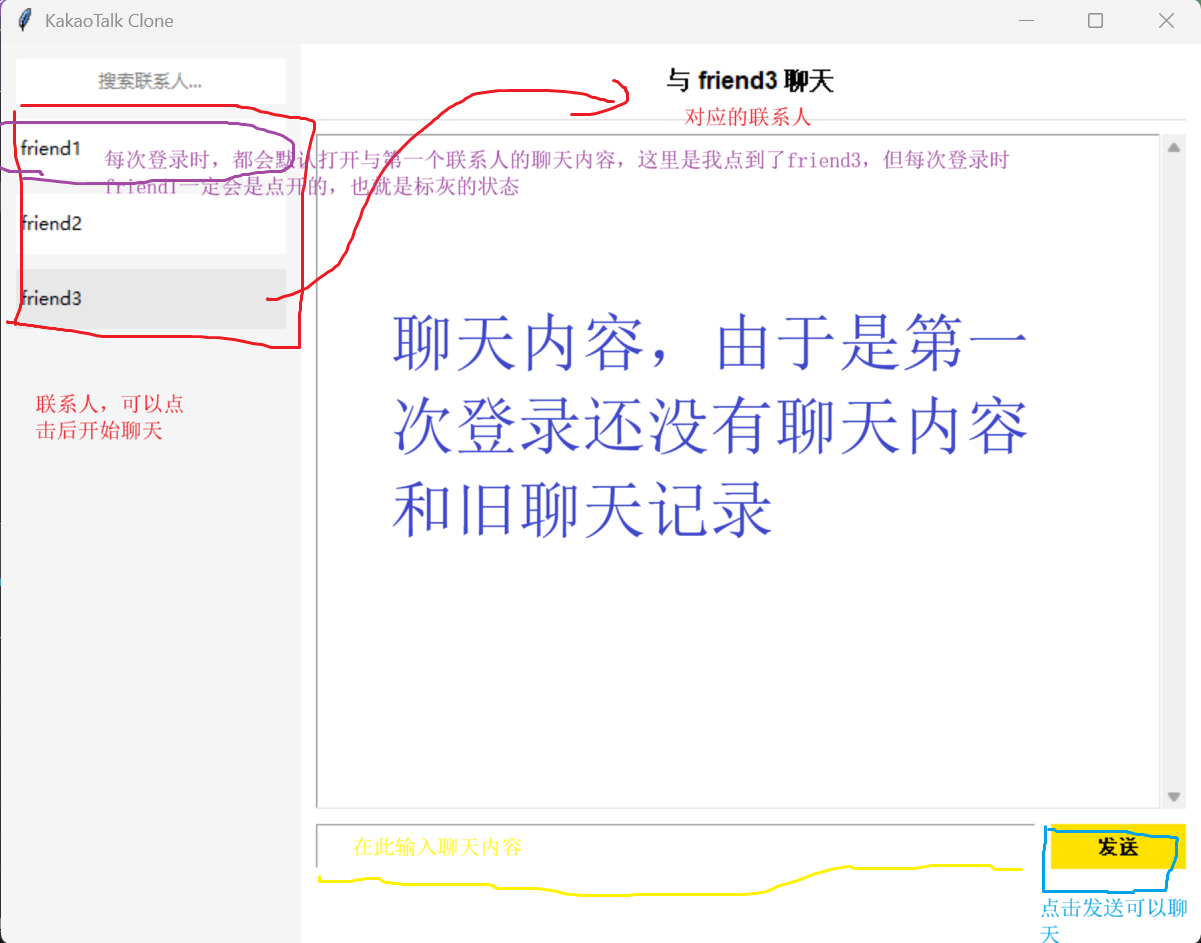 KakaoTalk Clone
搜索联系人...
与 friend3 聊天
对应的联系人
friend1
每次登录时，都会默认打开与第一个联系人的聊天内容，这里是我点到了friend3，但每次登录时
friend1一定会是点开的，也就是标灰的状态
friend2
friend3
聊天内容，由于是第一
次登录还没有聊天内容
和旧聊天记录
联系人，可以点
击后开始聊天
在此输入聊天内容
发送
点击发送可以聊
天